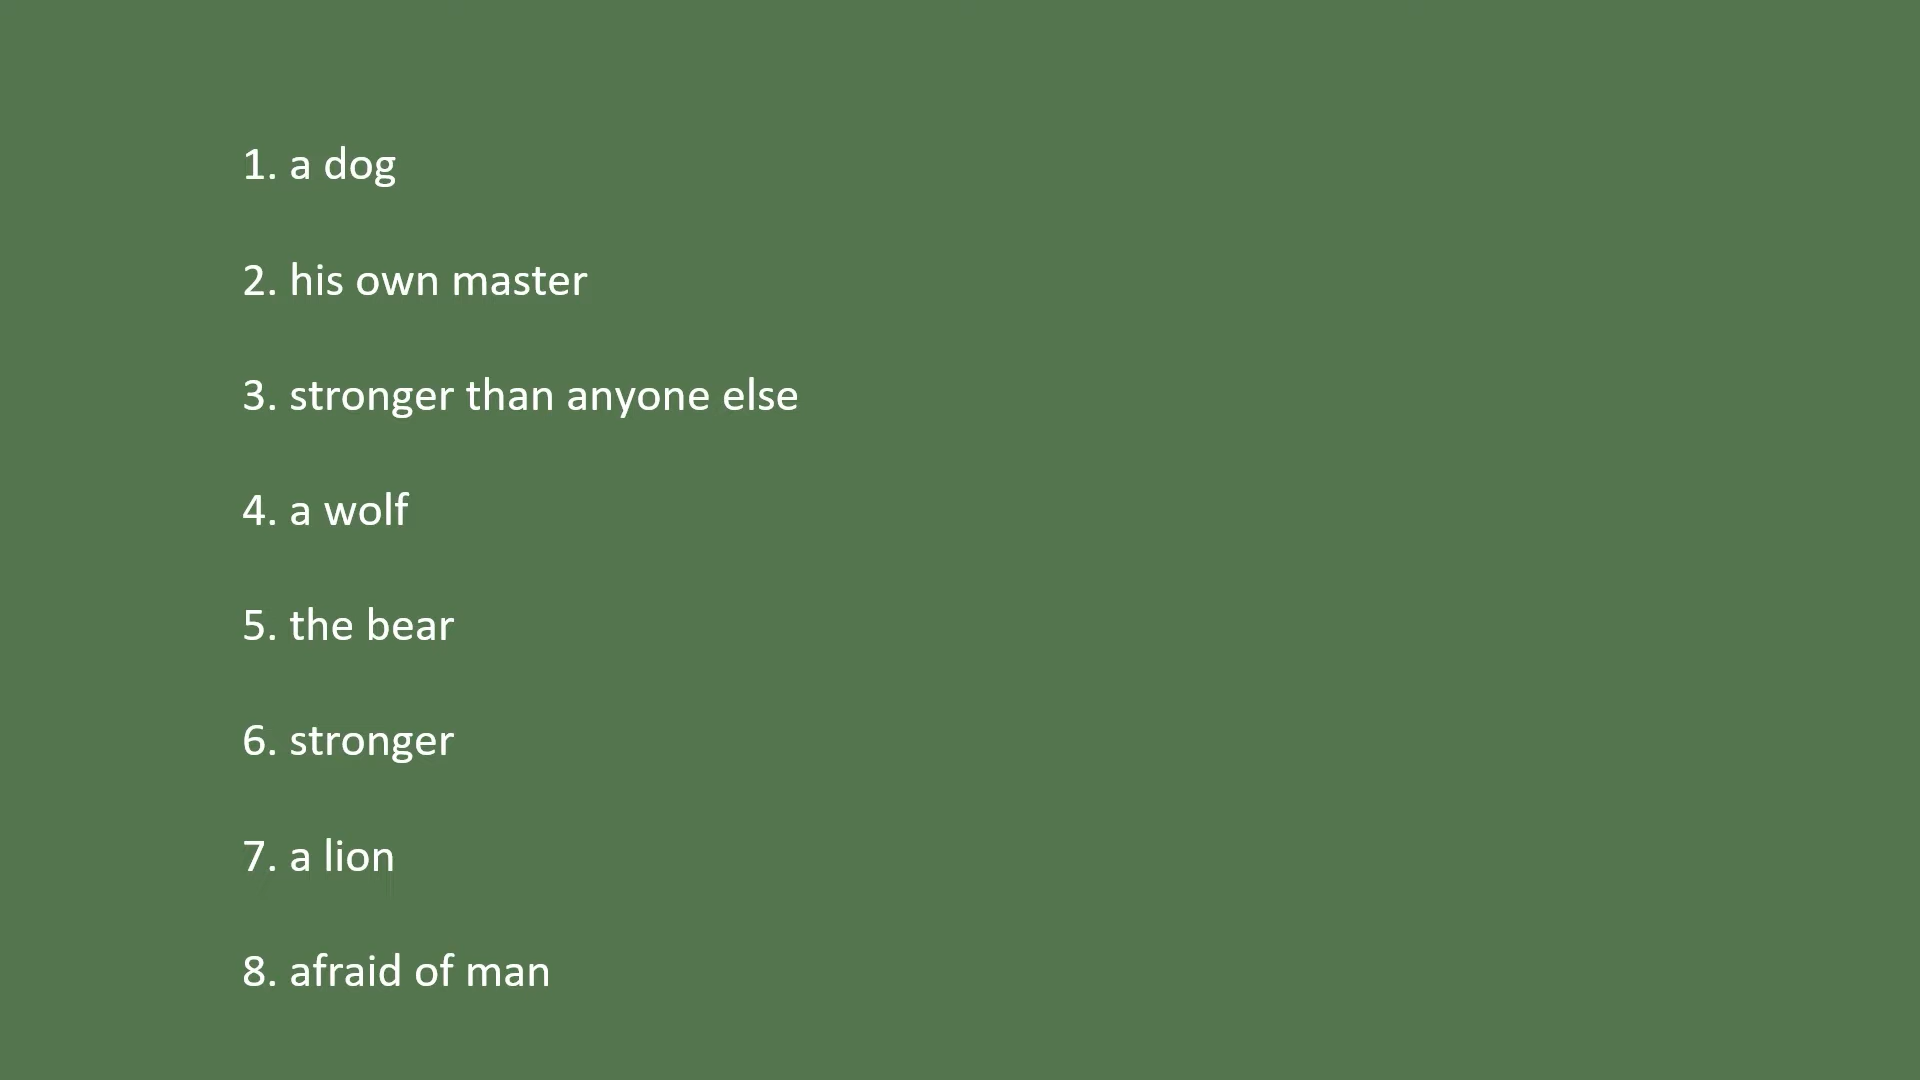 1. a dog
2. his own master
3. stronger than anyone else
4. a wolf
5. the bear
6. stronger
7. a lion
8. afraid of man